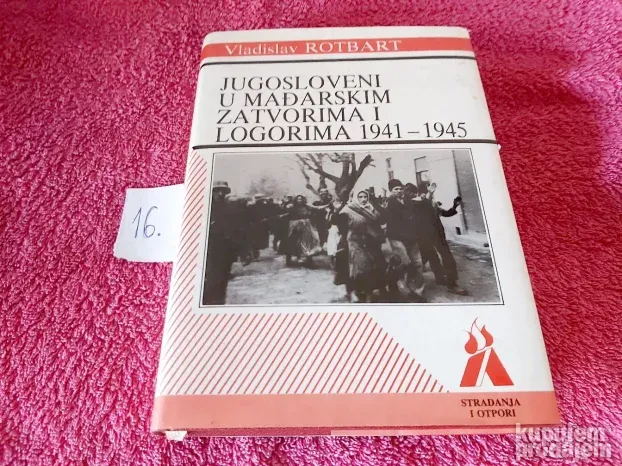 Vladislav ROTBART
JUGOSLOVENI
U MAĐARSKIM
ZATVORIMA I
LOGORIMA 1941–1945
16.
STRADANJA
I OTPORI
kupujem
prodajem